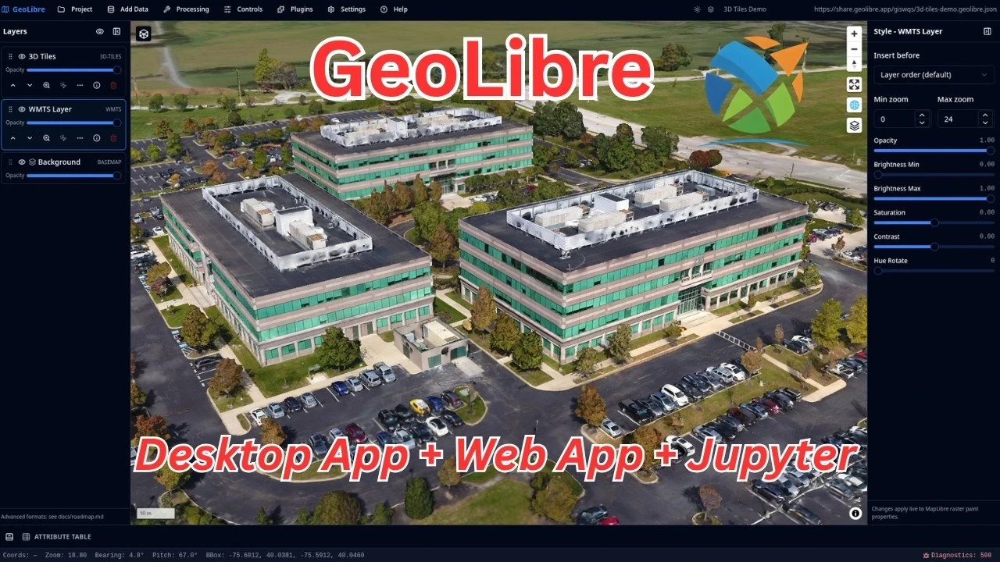 GeoLibre
Project
Add Data
Processing
Controls
Plugins
Settings
Help
3D Tiles Demo
https://share.geolibre.app/giswqs/3d-tiles-demo.geolibre.json
Layers
3D Tiles
3D-TILES
Opacity
WMTS Layer
WMTS
Opacity
Background
BASEMAP
Opacity
Advanced formats: see docs/roadmap.md
GeoLibre
Desktop App + Web App + Jupyter
Style - WMTS Layer
Insert before
Layer order (default)
Min zoom Max zoom
0 24
Opacity 1.00
Brightness Min 0.00
Brightness Max 1.00
Saturation 0.00
Contrast 0.00
Hue Rotate 0
Changes apply live to MapLibre raster paint
properties.
ATTRIBUTE TABLE
Coords: — Zoom: 18.80 Bearing: 4.8° Pitch: 67.0° BBox: -75.6012, 40.0381, -75.5912, 40.0460
Diagnostics: 500